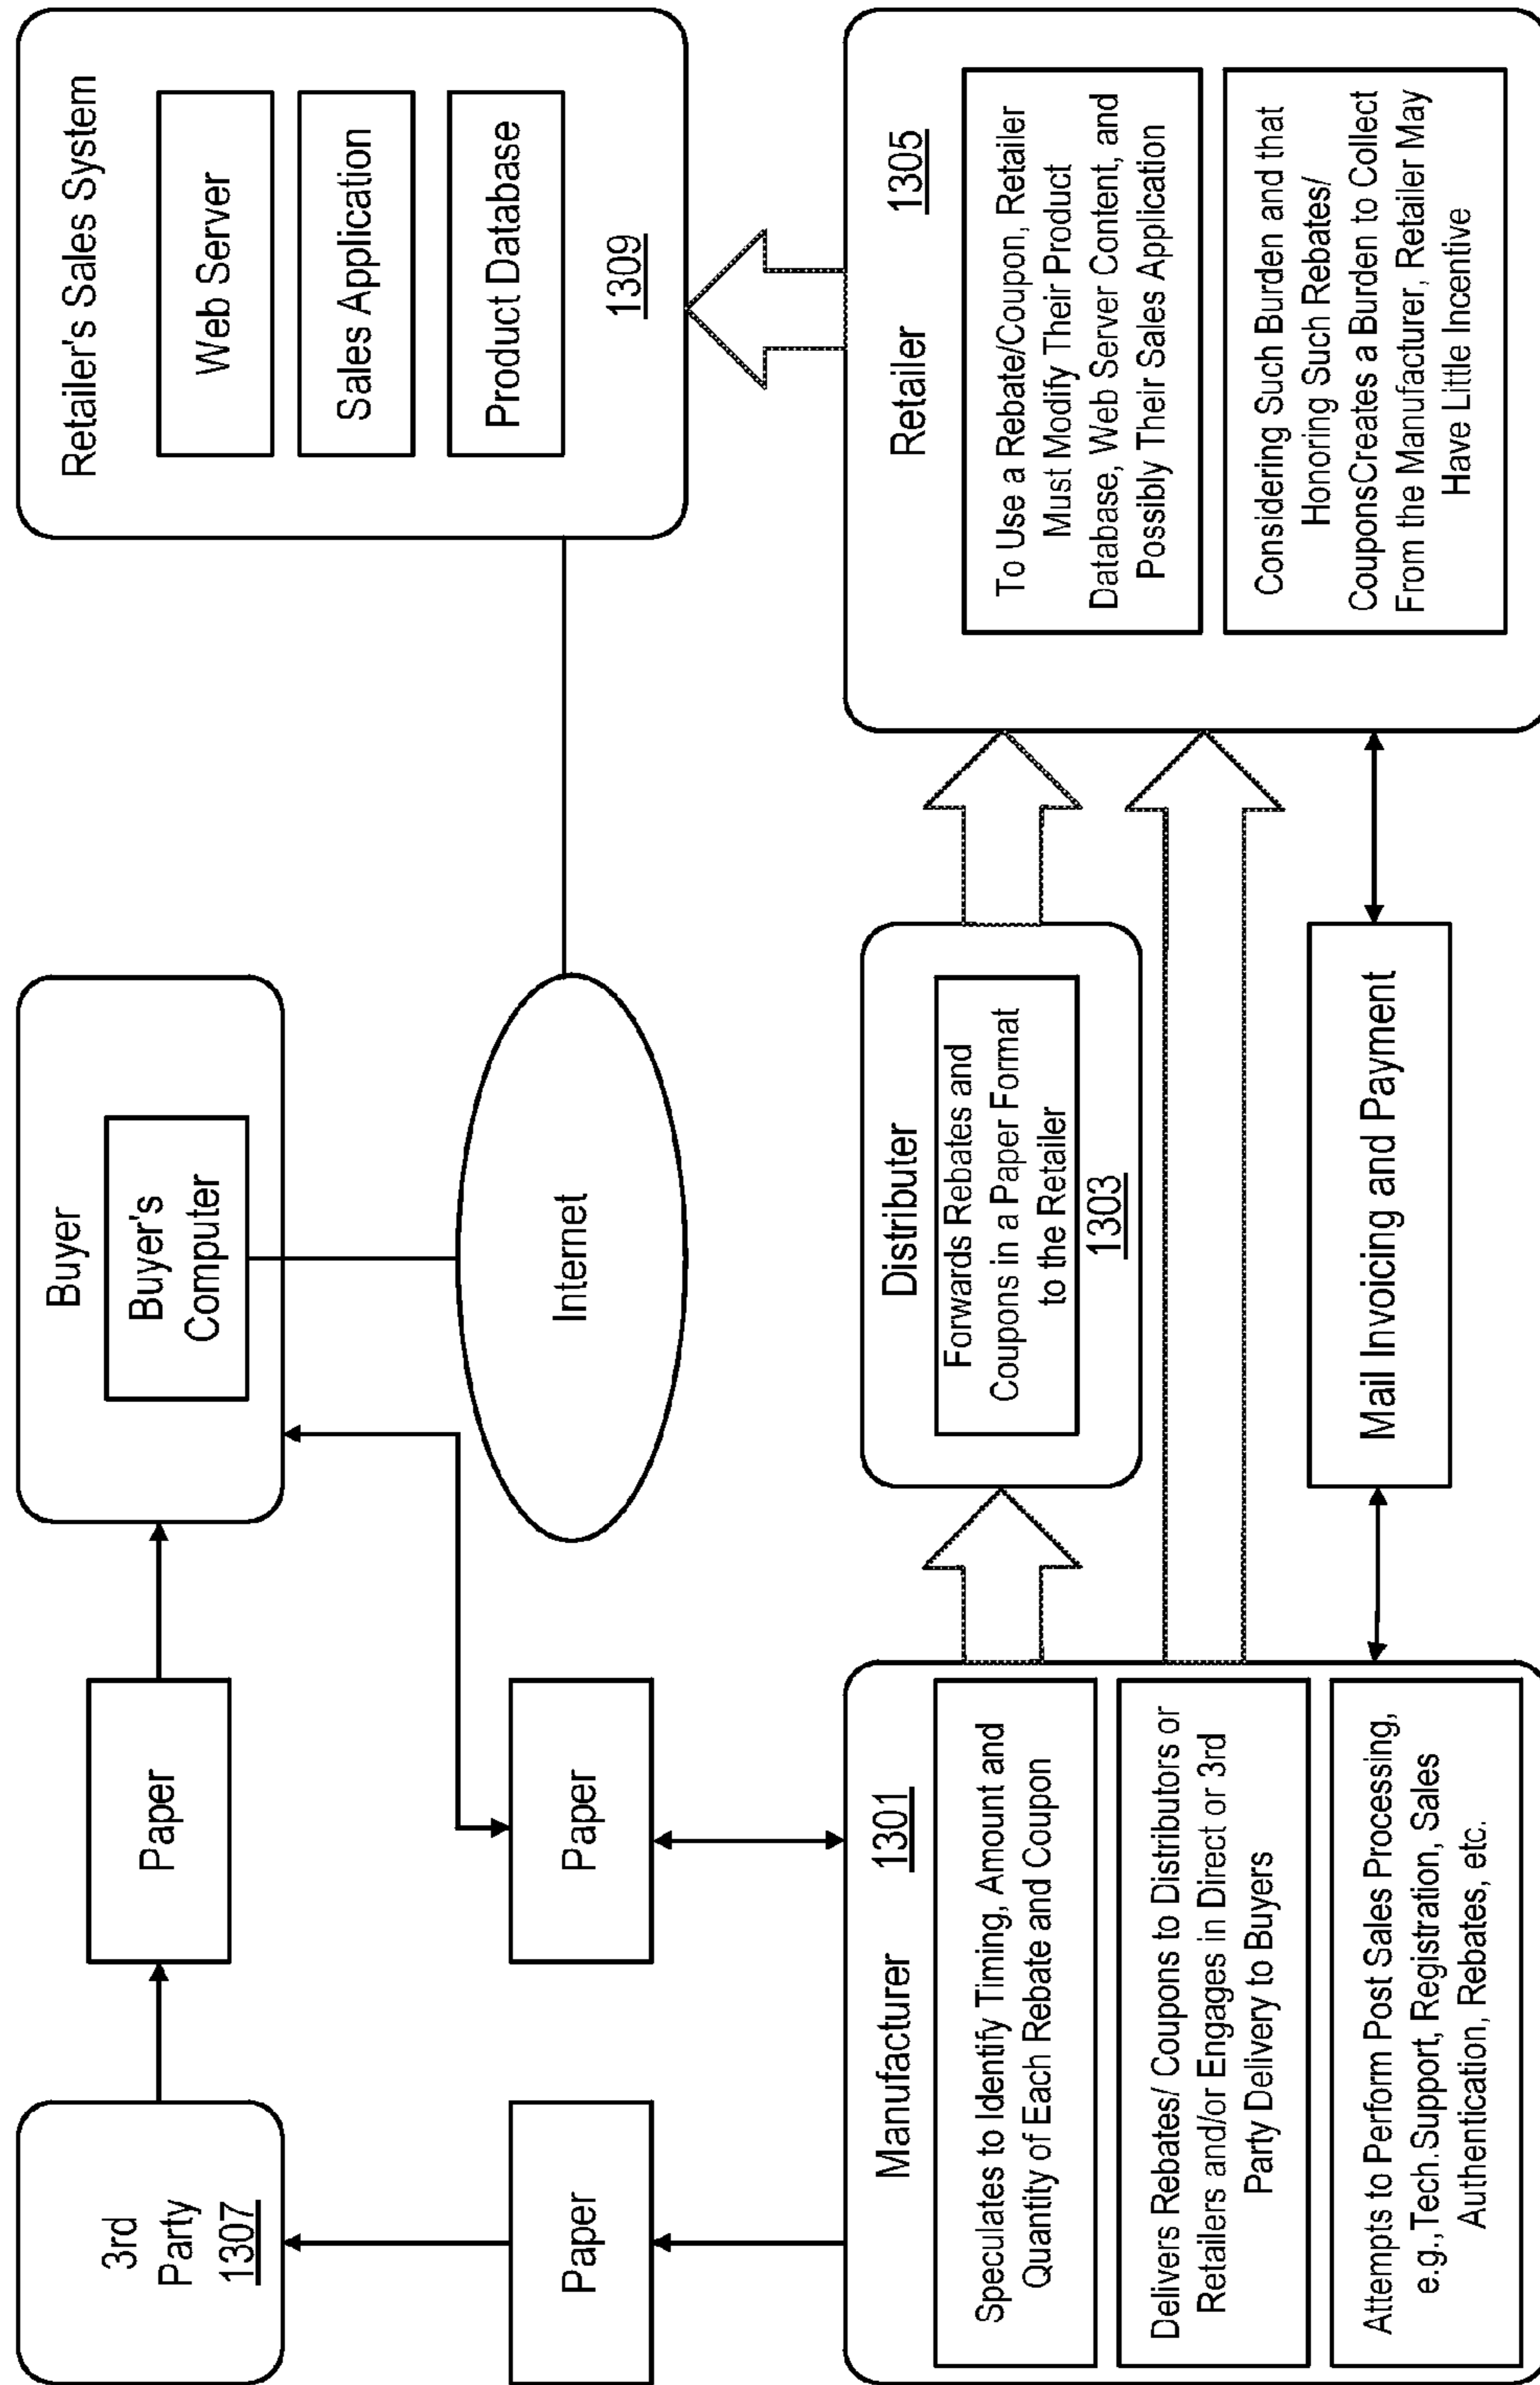 3rd
Party
1307
Paper
Buyer
Buyer's
Computer
Retailer's Sales System
Web Server
Sales Application
Product Database
1309
Paper
Paper
Internet
Manufacturer
1301
Speculates to Identify Timing, Amount and
Quantity of Each Rebate and Coupon
Delivers Rebates/ Coupons to Distributors or
Retailers and/or Engages in Direct or 3rd
Party Delivery to Buyers
Attempts to Perform Post Sales Processing,
e.g.,Tech.Support, Registration, Sales
Authentication, Rebates, etc.
Distributer
Forwards Rebates and
Coupons in a Paper Format
to the Retailer
1303
Mail Invoicing and Payment
Retailer
1305
To Use a Rebate/Coupon, Retailer
Must Modify Their Product
Database, Web Server Content, and
Possibly Their Sales Application
Considering Such Burden and that
Honoring Such Rebates/
CouponsCreates a Burden to Collect
From the Manufacturer, Retailer May
Have Little Incentive